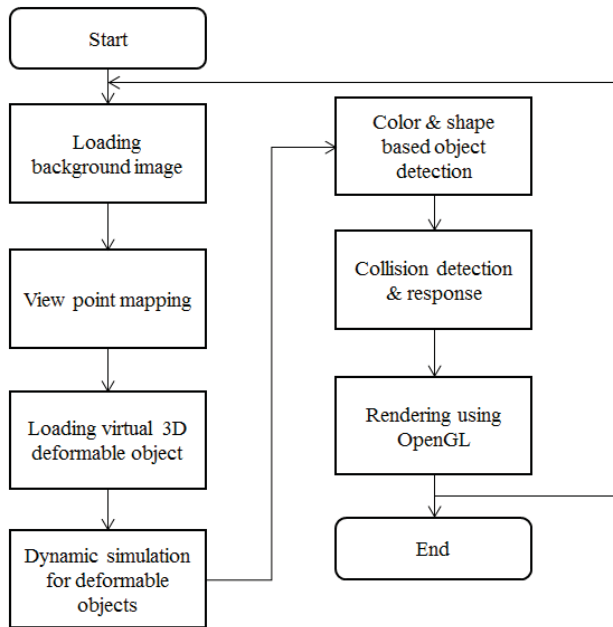 Start
Loading
background image
View point mapping
Loading virtual 3D
deformable object
Dynamic simulation
for deformable
objects
Color & shape
based object
detection
Collision detection
& response
Rendering using
OpenGL
End